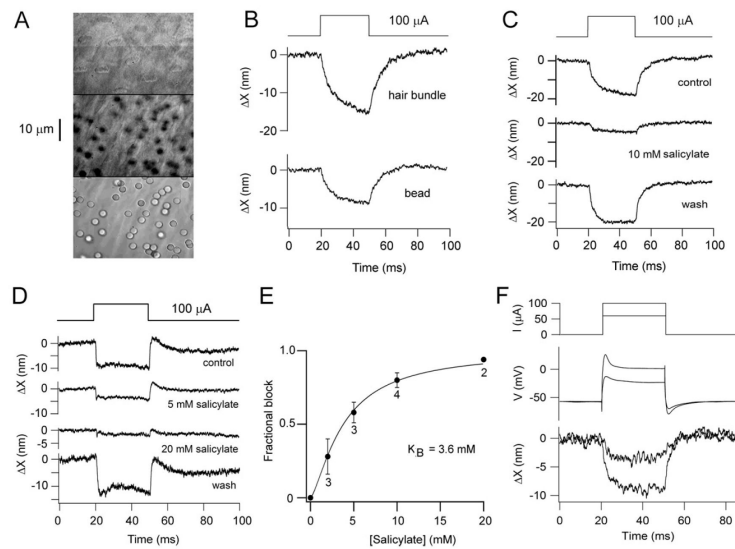 A
10 µm
B
100 µA
0
-10
-20
ΔX (nm)
hair bundle
0
-10
ΔX (nm)
bead
0 20 40 60 80 100
Time (ms)
C
100 µA
0
-20
ΔX (nm)
control
0
-20
ΔX (nm)
10 mM salicylate
0
-20
ΔX (nm)
wash
0 20 40 60 80 100
Time (ms)
D
100 µA
0
-10
ΔX (nm)
control
0
-10
5 mM salicylate
0
-5
ΔX (nm)
20 mM salicylate
0
-10
wash
0 20 40 60 80 100
Time (ms)
E
1.0
0.5
0
Fractional block
3
3
4
2
K_B = 3.6 mM
0 5 10 15 20
[Salicylate] (mM)
F
100
50
0
I (µA)
0
-50
V (mV)
0
-5
-10
ΔX (nm)
0 20 40 60 80
Time (ms)